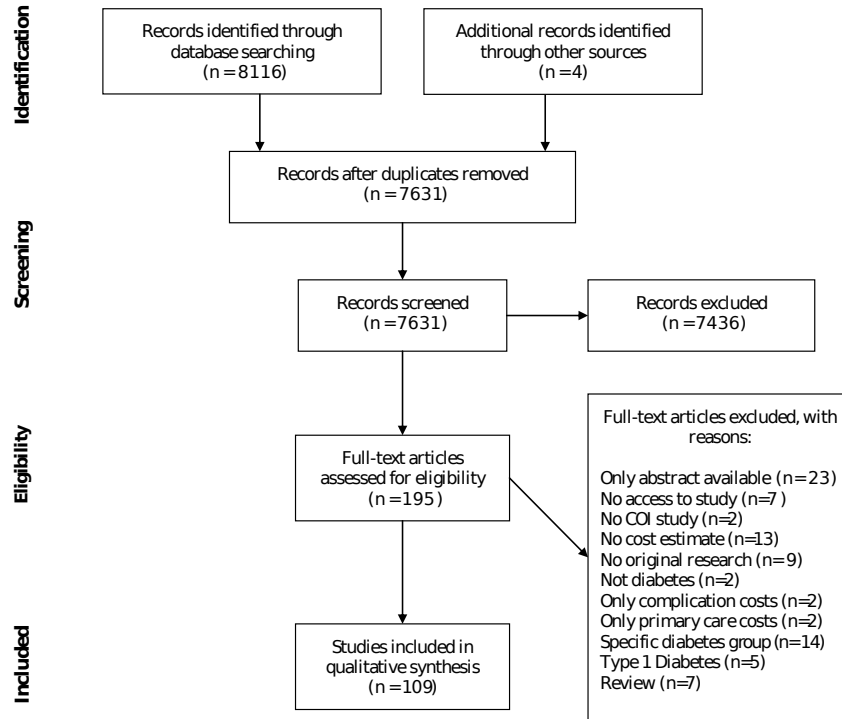 Identification
Records identified through
database searching
(n = 8116)
Additional records identified
through other sources
(n = 4)
Records after duplicates removed
(n = 7631)
Screening
Records screened
(n = 7631)
Records excluded
(n = 7436)
Eligibility
Full-text articles
assessed for eligibility
(n = 195)
Full-text articles excluded, with
reasons:
Only abstract available (n = 23)
No access to study (n=7 )
No COI study (n=2)
No cost estimate (n=13)
No original research (n= 9)
Not diabetes (n=2)
Only complication costs (n=2)
Only primary care costs (n=2)
Specific diabetes group (n=14)
Type 1 Diabetes (n=5)
Review (n=7)
Included
Studies included in
qualitative synthesis
(n = 109)